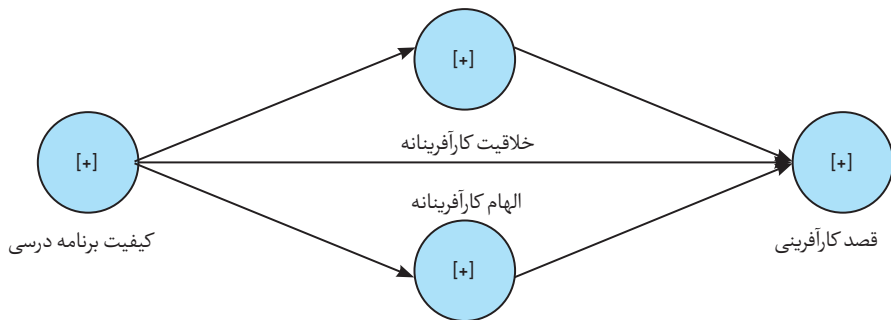 [+]
خلاقیت کارآفرینانه
[+]
[+]
الهام کارآفرینانه
کیفیت برنامه درسی
قصد کارآفرینی
[+]